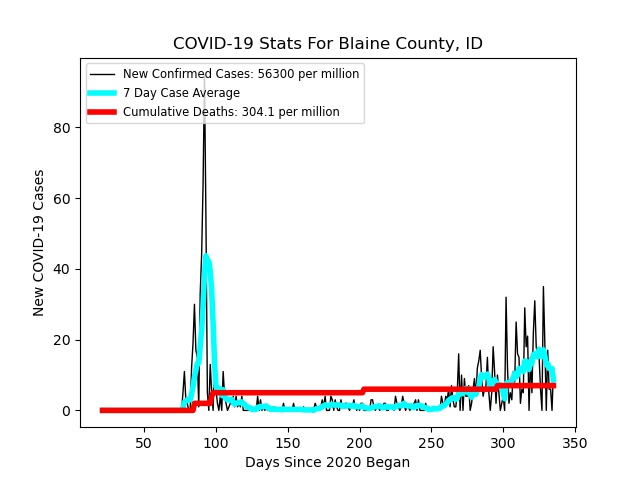 COVID-19 Stats For Blaine County, ID
New Confirmed Cases: 56300 per million
7 Day Case Average
Cumulative Deaths: 304.1 per million
New COVID-19 Cases
80
60
40
20
0
50 100 150 200 250 300 350
Days Since 2020 Began